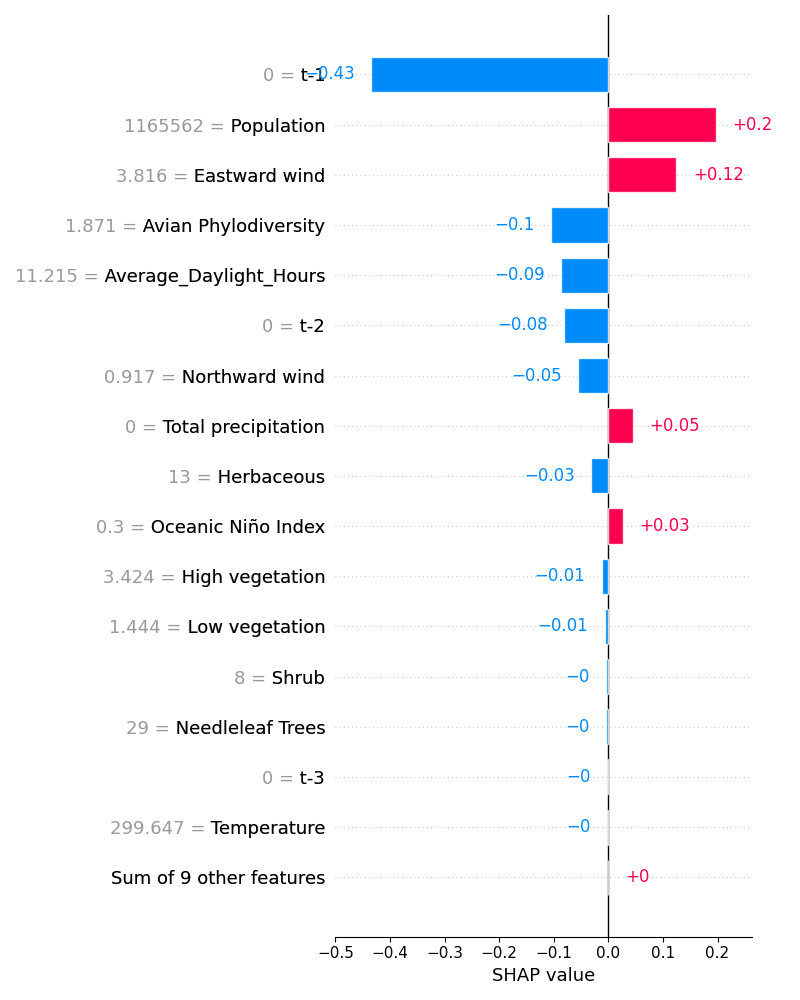 0 = t-1 −0.43
1165562 = Population +0.2
3.816 = Eastward wind +0.12
1.871 = Avian Phylodiversity −0.1
11.215 = Average_Daylight_Hours −0.09
0 = t-2 −0.08
0.917 = Northward wind −0.05
0 = Total precipitation +0.05
13 = Herbaceous −0.03
0.3 = Oceanic Niño Index +0.03
3.424 = High vegetation −0.01
1.444 = Low vegetation −0.01
8 = Shrub −0
29 = Needleleaf Trees −0
0 = t-3 −0
299.647 = Temperature −0
Sum of 9 other features +0
−0.5 −0.4 −0.3 −0.2 −0.1 0.0 0.1 0.2
SHAP value